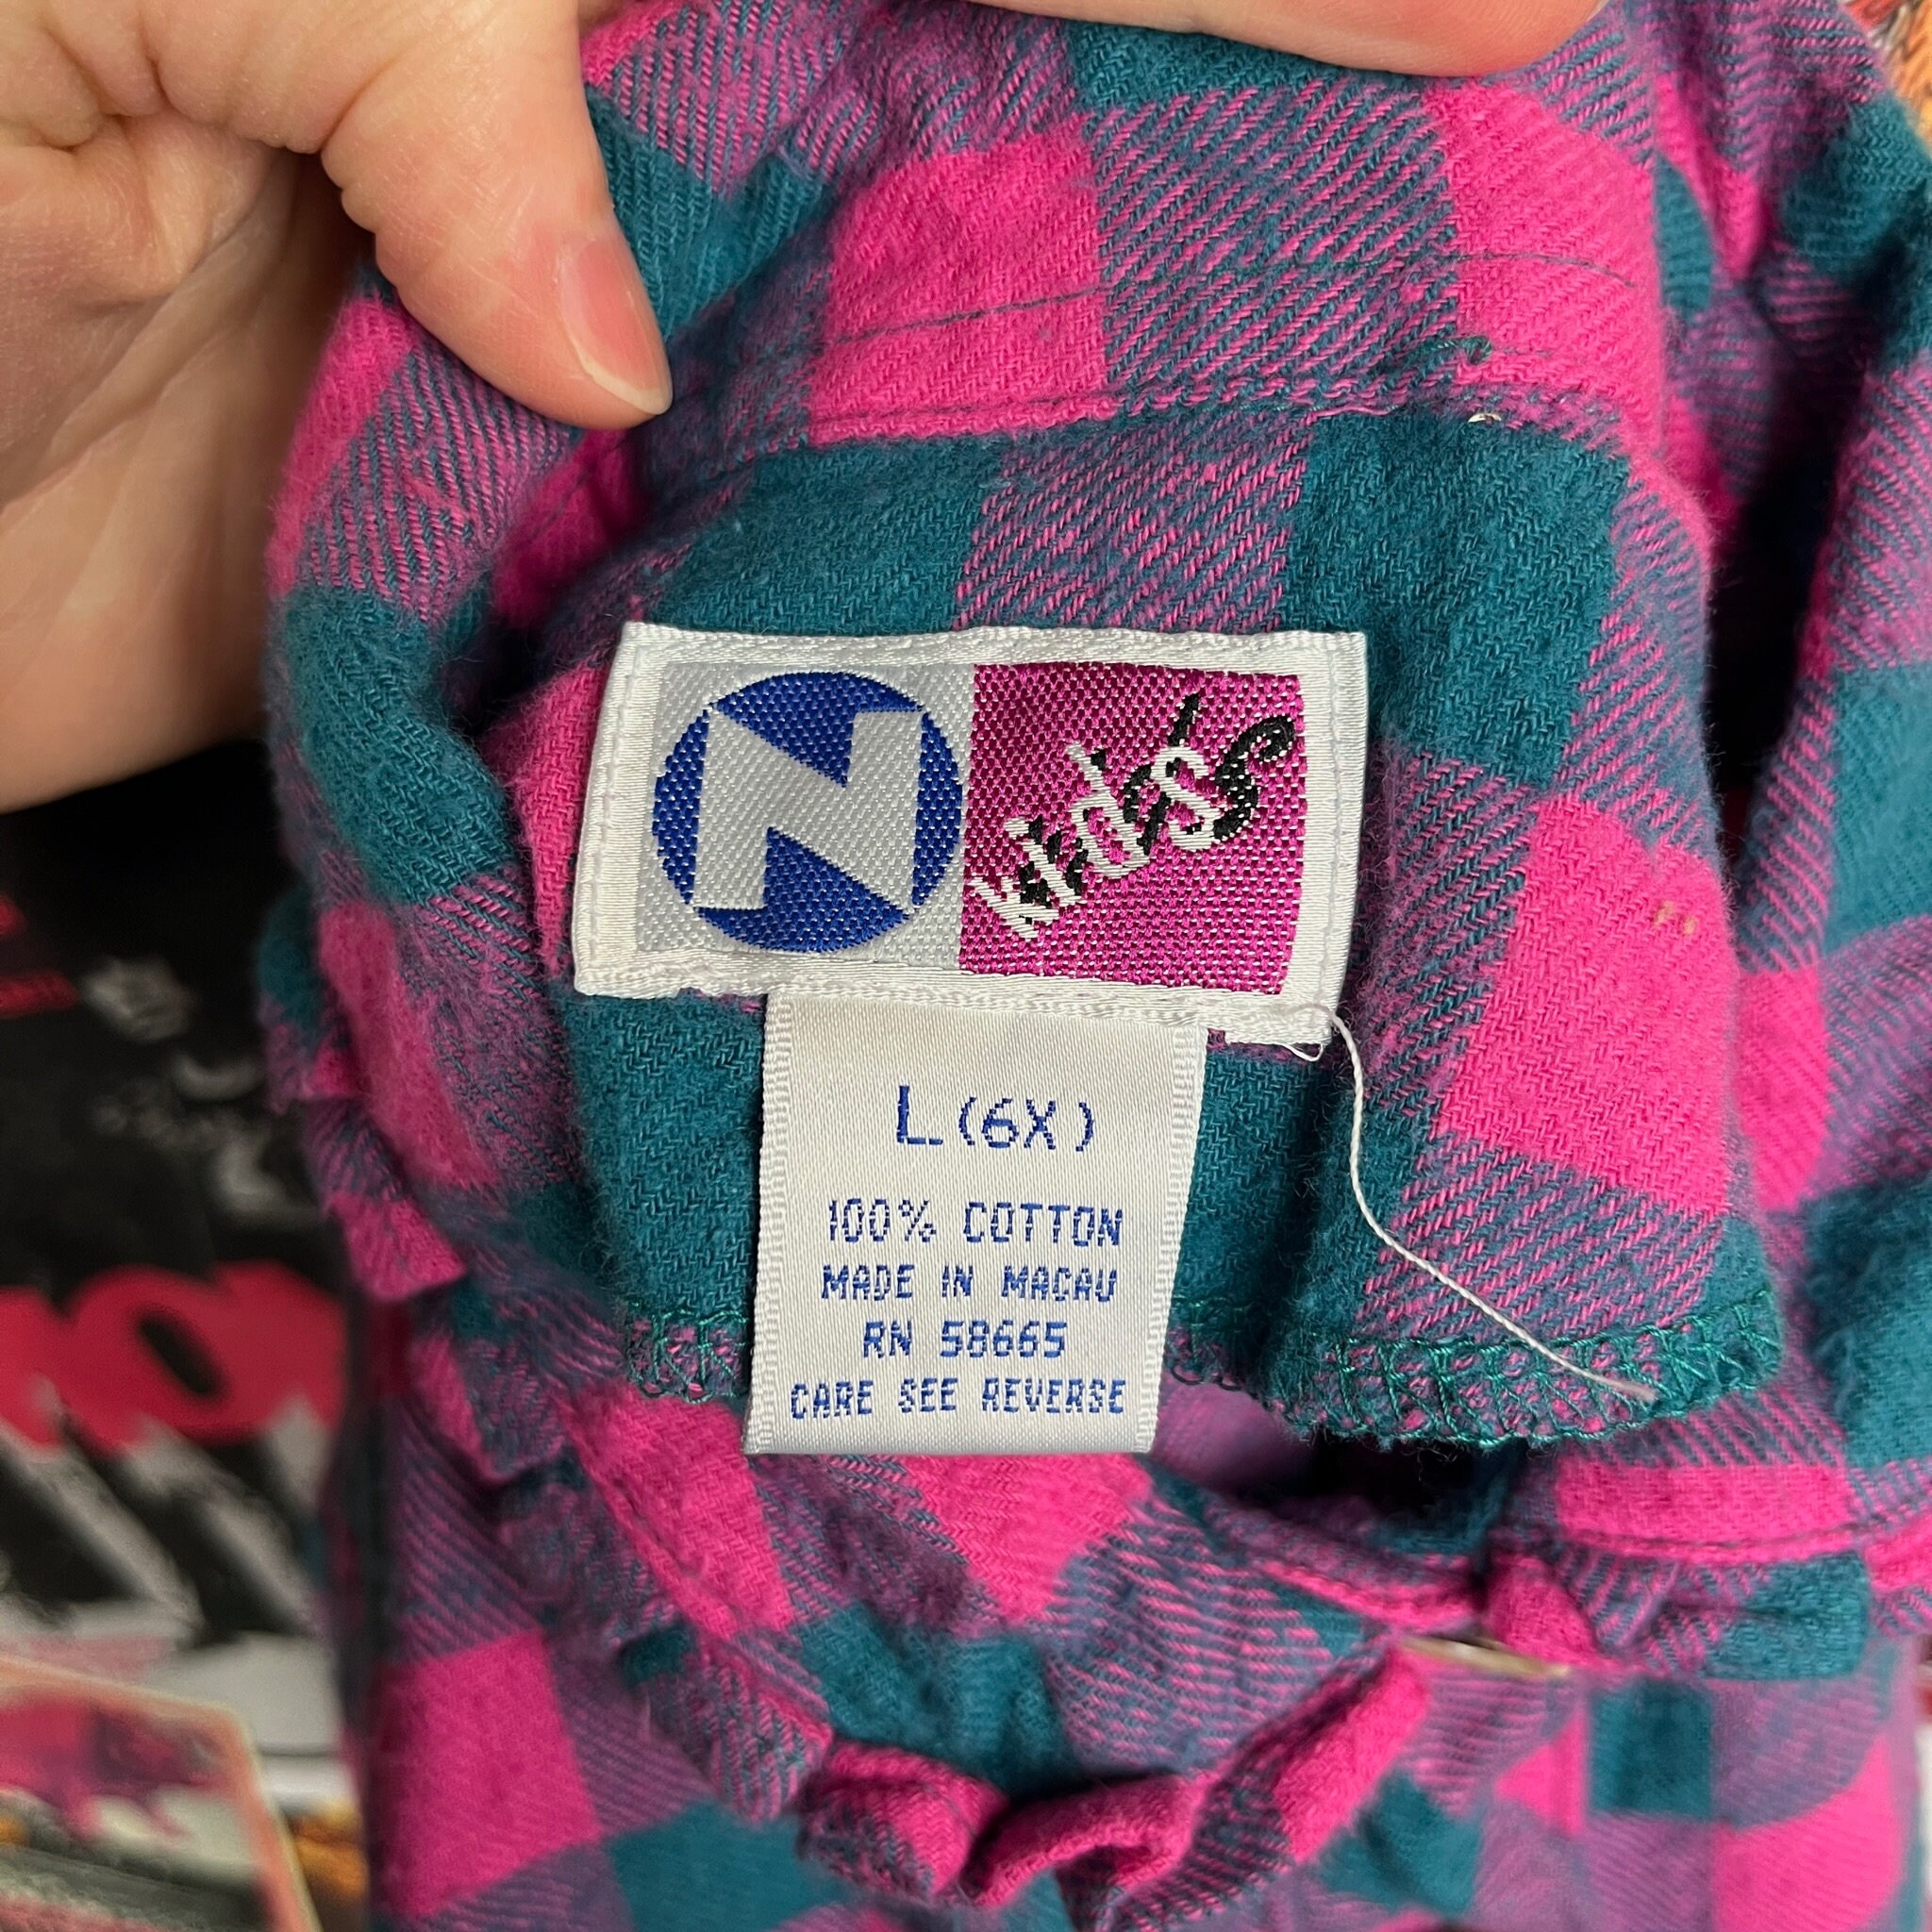 N Kids
L (6X)
100% COTTON
MADE IN MACAU
RN 58665
CARE SEE REVERSE